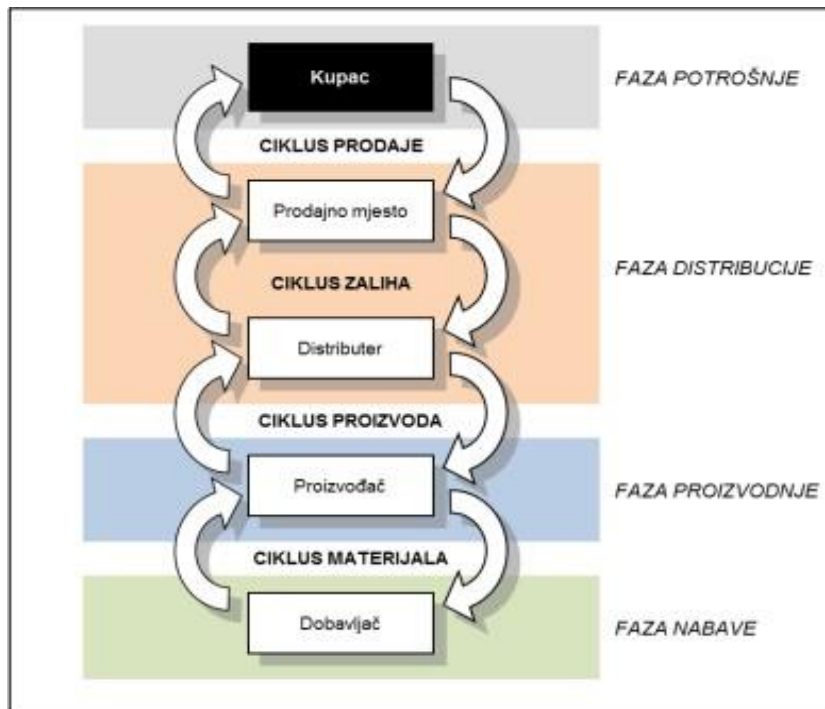 Kupac
FAZA POTROŠNJE
CIKLUS PRODAJE
Prodajno mjesto
FAZA DISTRIBUCIJE
CIKLUS ZALIHA
Distributer
CIKLUS PROIZVODA
Proizvođač
FAZA PROIZVODNJE
CIKLUS MATERIJALA
Dobavljač
FAZA NABAVE